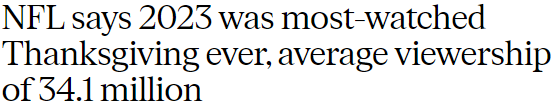 NFL says 2023 was most-watched
Thanksgiving ever, average viewership
of 34.1 million